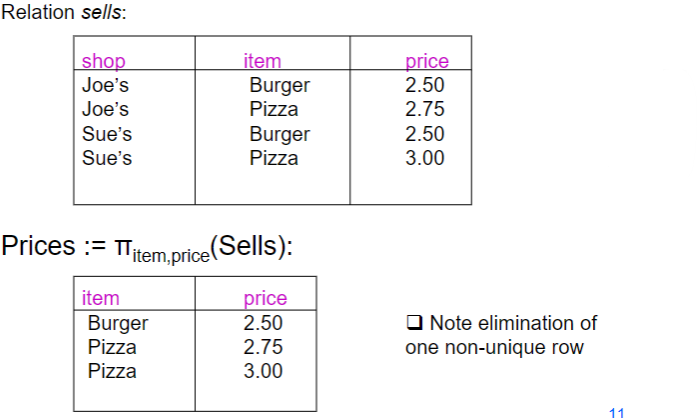 Relation sells:
shop item price
Joe's Burger 2.50
Joe's Pizza 2.75
Sue's Burger 2.50
Sue's Pizza 3.00
Prices := πitem,price(Sells):
item price
Burger 2.50
Pizza 2.75
Pizza 3.00
❑ Note elimination of
one non-unique row
11